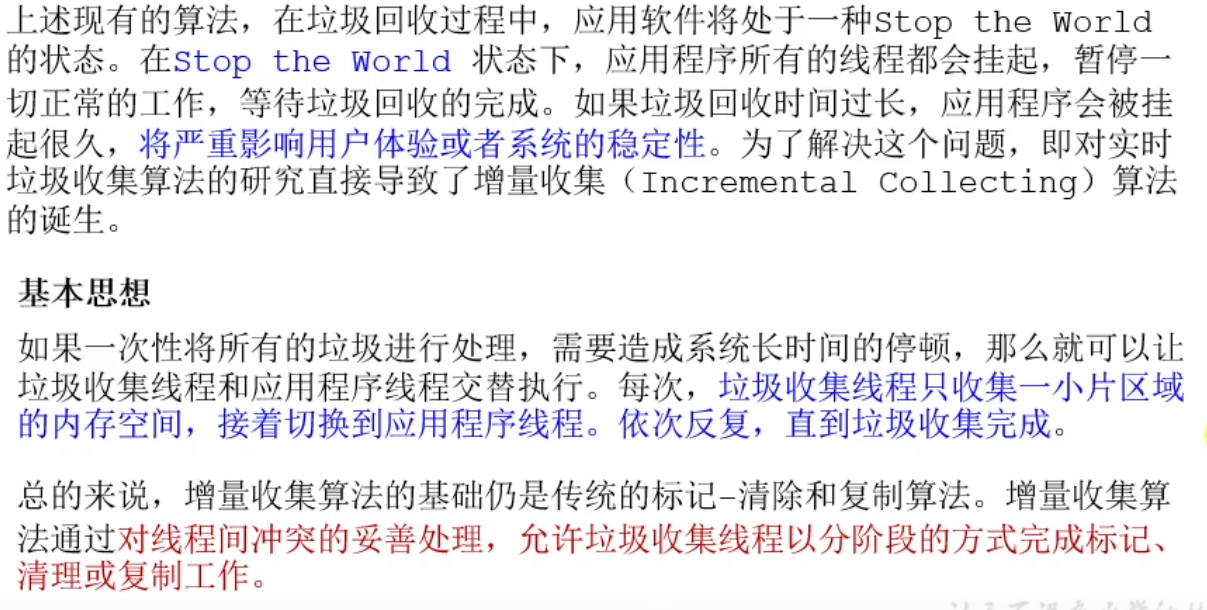 上述现有的算法，在垃圾回收过程中，应用软件将处于一种Stop the World
的状态。在Stop the World 状态下，应用程序所有的线程都会挂起，暂停一
切正常的工作，等待垃圾回收的完成。如果垃圾回收时间过长，应用程序会被挂
起很久，将严重影响用户体验或者系统的稳定性。为了解决这个问题，即对实时
垃圾收集算法的研究直接导致了增量收集（Incremental Collecting）算法
的诞生。
基本思想
如果一次性将所有的垃圾进行处理，需要造成系统长时间的停顿，那么就可以让
垃圾收集线程和应用程序线程交替执行。每次，垃圾收集线程只收集一小片区域
的内存空间，接着切换到应用程序线程。依次反复，直到垃圾收集完成。
总的来说，增量收集算法的基础仍是传统的标记-清除和复制算法。增量收集算
法通过对线程间冲突的妥善处理，允许垃圾收集线程以分阶段的方式完成标记、
清理或复制工作。